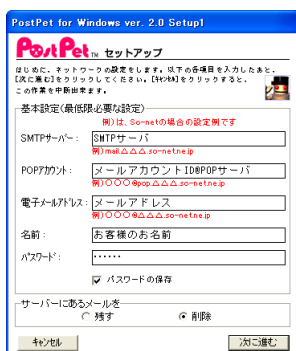 PostPet for Windows ver. 2.0 Setup1
PostPet™ セットアップ
はじめに、ネットワークの設定をします。以下の各項目を入力したあと、
[次に進む]をクリックしてください。[キャンセル]をクリックすると、
この作業を中断出来ます。
基本設定(最低限必要な設定)
例)は、So-netの場合の設定例です
SMTPサーバー:
SMTPサーバ
例)mail.△△△.so-net.ne.jp
POPアカウント:
メールアカウントID@POPサーバ
例)○○○@pop.△△△.so-net.ne.jp
電子メールアドレス:
メールアドレス
例)○○○@△△△.so-net.ne.jp
名前:
お客様のお名前
パスワード:
••••••
パスワードの保存
サーバーにあるメールを
残す
削除
キャンセル
次に進む